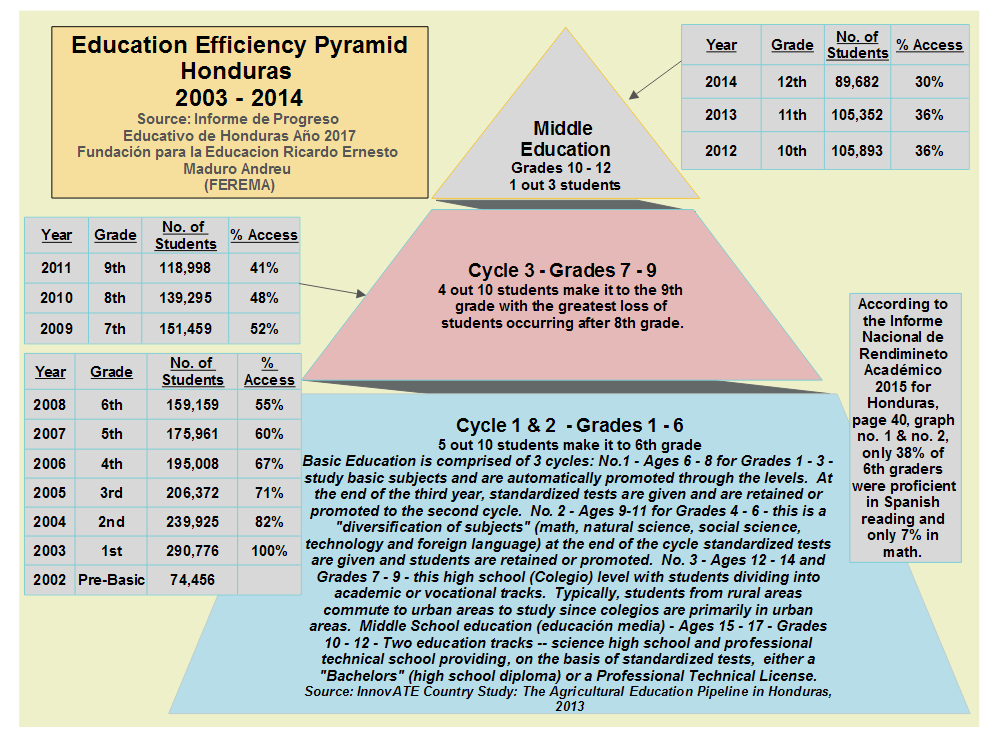 Education Efficiency Pyramid
Honduras
2003 - 2014
Source: Informe de Progreso
Educativo de Honduras Año 2017
Fundación para la Educacion Ricardo Ernesto
Maduro Andreu
(FEREMA)
Year Grade No. of Students % Access
2014 12th 89,682 30%
2013 11th 105,352 36%
2012 10th 105,893 36%
Middle
Education
Grades 10 - 12
1 out 3 students
Year Grade No. of Students % Access
2011 9th 118,998 41%
2010 8th 139,295 48%
2009 7th 151,459 52%
Cycle 3 - Grades 7 - 9
4 out 10 students make it to the 9th
grade with the greatest loss of
students occurring after 8th grade.
Year Grade No. of Students % Access
2008 6th 159,159 55%
2007 5th 175,961 60%
2006 4th 195,008 67%
2005 3rd 206,372 71%
2004 2nd 239,925 82%
2003 1st 290,776 100%
2002 Pre-Basic 74,456
Cycle 1 & 2 - Grades 1 - 6
5 out 10 students make it to 6th grade
Basic Education is comprised of 3 cycles: No.1 - Ages 6 - 8 for Grades 1 - 3 -
study basic subjects and are automatically promoted through the levels. At
the end of the third year, standardized tests are given and are retained or
promoted to the second cycle. No. 2 - Ages 9-11 for Grades 4 - 6 - this is a
"diversification of subjects" (math, natural science, social science,
technology and foreign language) at the end of the cycle standardized tests
are given and students are retained or promoted. No. 3 - Ages 12 - 14 and
Grades 7 - 9 - this high school (Colegio) level with students dividing into
academic or vocational tracks. Typically, students from rural areas
commute to urban areas to study since colegios are primarily in urban
areas. Middle School education (educación media) - Ages 15 - 17 - Grades
10 - 12 - Two education tracks -- science high school and professional
technical school providing, on the basis of standardized tests, either a
"Bachelors" (high school diploma) or a Professional Technical License.
Source: InnovATE Country Study: The Agricultural Education Pipeline in Honduras,
2013
According to
the Informe
Nacional de
Rendimineto
Académico
2015 for
Honduras,
page 40, graph
no. 1 & no. 2,
only 38% of
6th graders
were proficient
in Spanish
reading and
only 7% in
math.